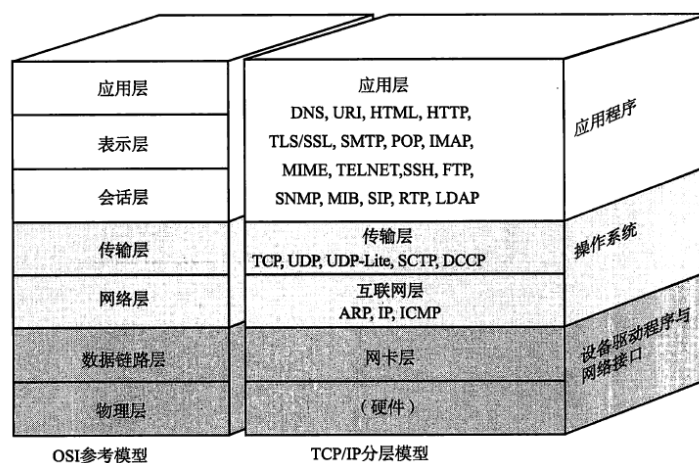 应用层
表示层
会话层
传输层
网络层
数据链路层
物理层
OSI参考模型
应用层
DNS, URI, HTML, HTTP,
TLS/SSL, SMTP, POP, IMAP,
MIME, TELNET,SSH, FTP,
SNMP, MIB, SIP, RTP, LDAP
传输层
TCP, UDP, UDP-Lite, SCTP, DCCP
互联网层
ARP, IP, ICMP
网卡层
（硬件）
TCP/IP分层模型
应用程序
操作系统
设备驱动程序与
网络接口